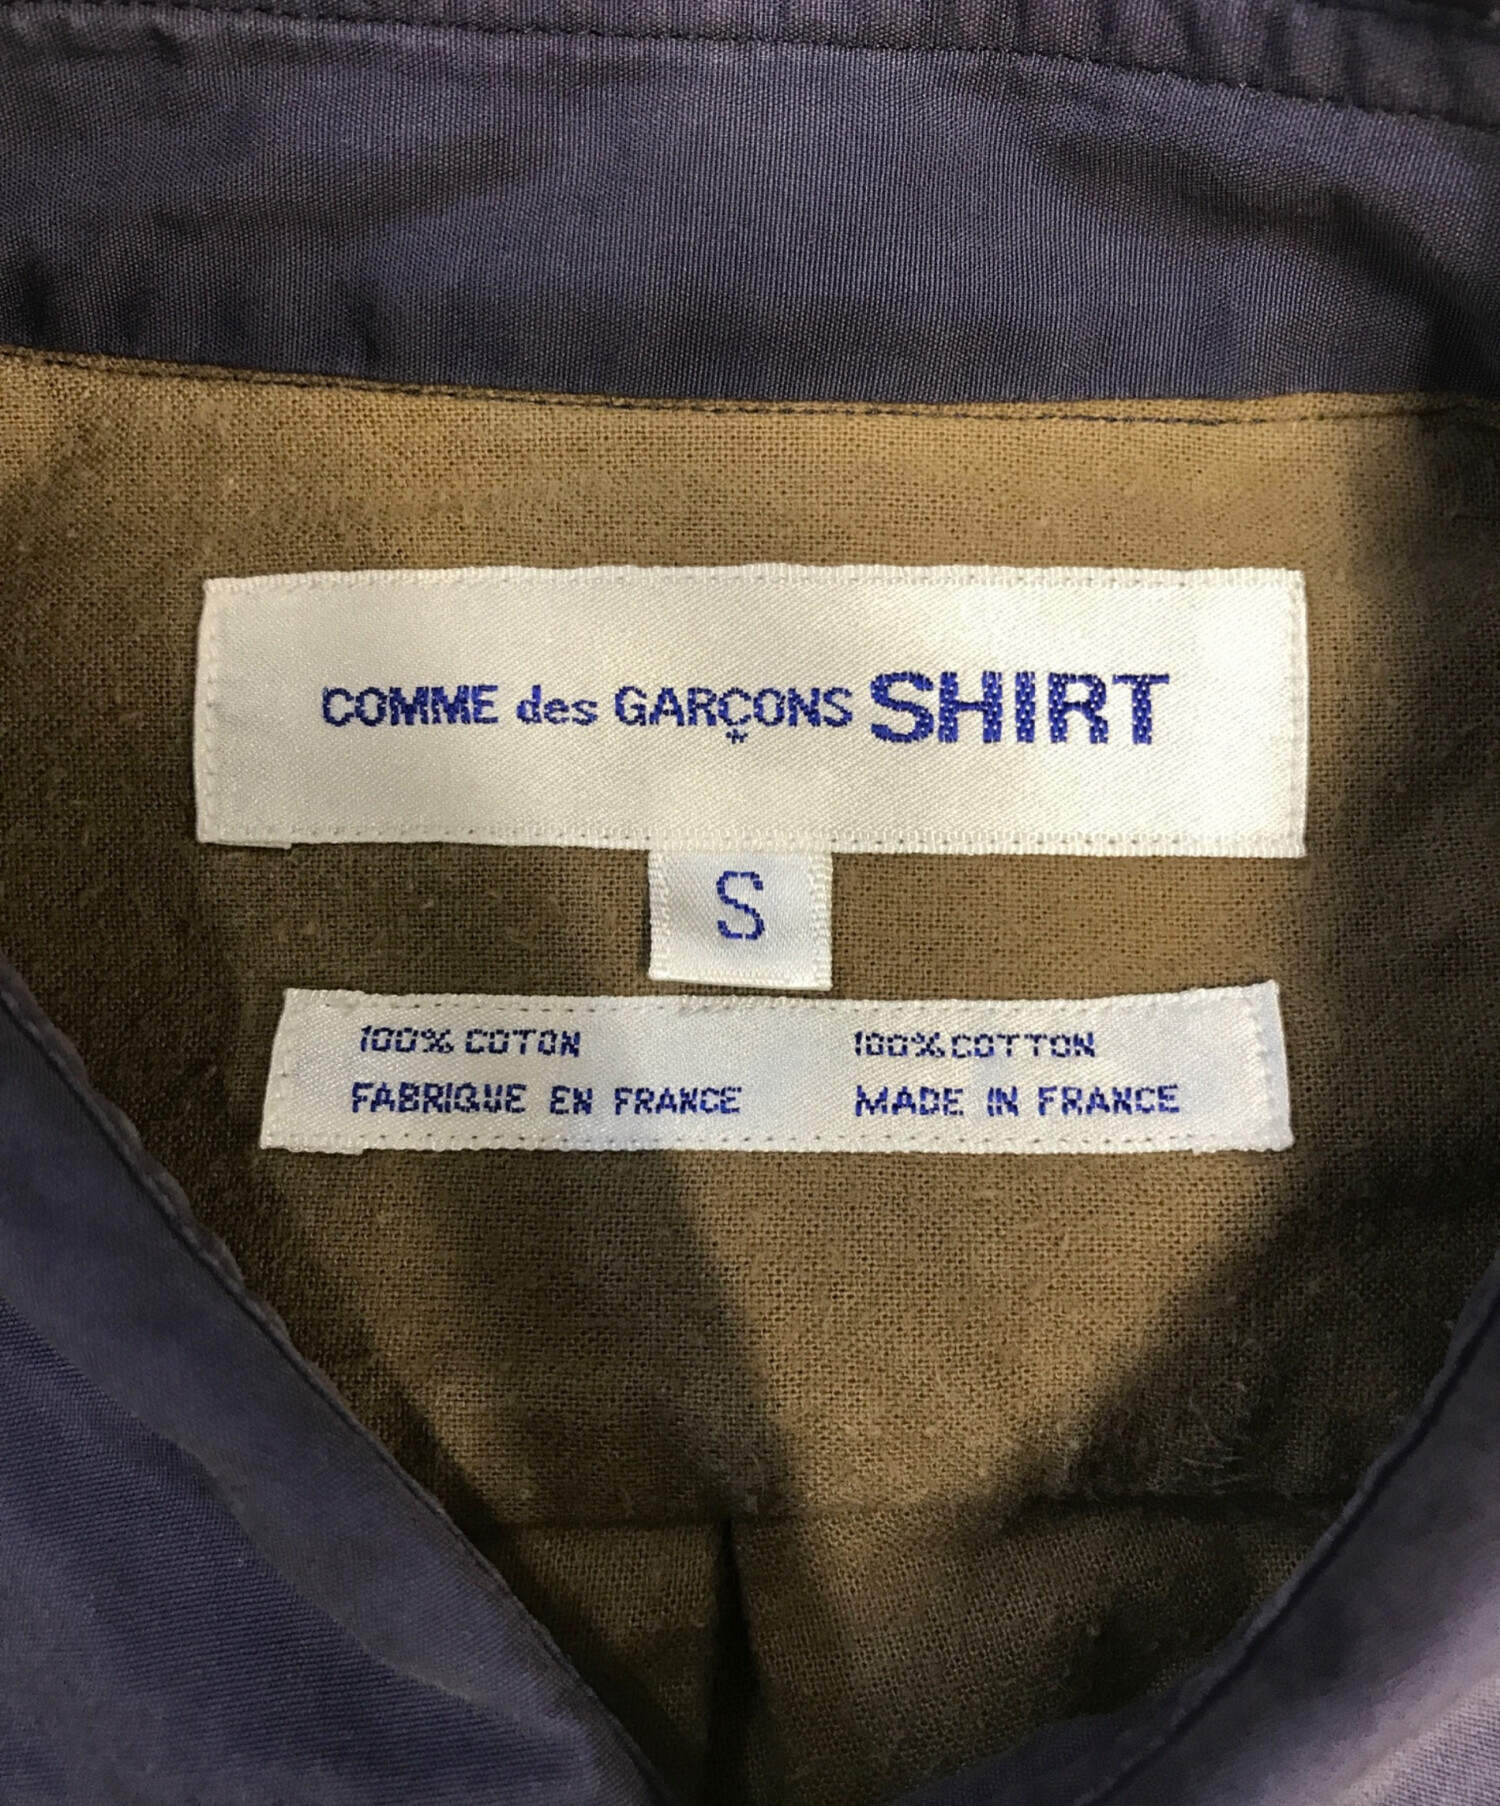 COMME des GARÇONS SHIRT
S
100% COTON 100% COTTON
FABRIQUE EN FRANCE MADE IN FRANCE